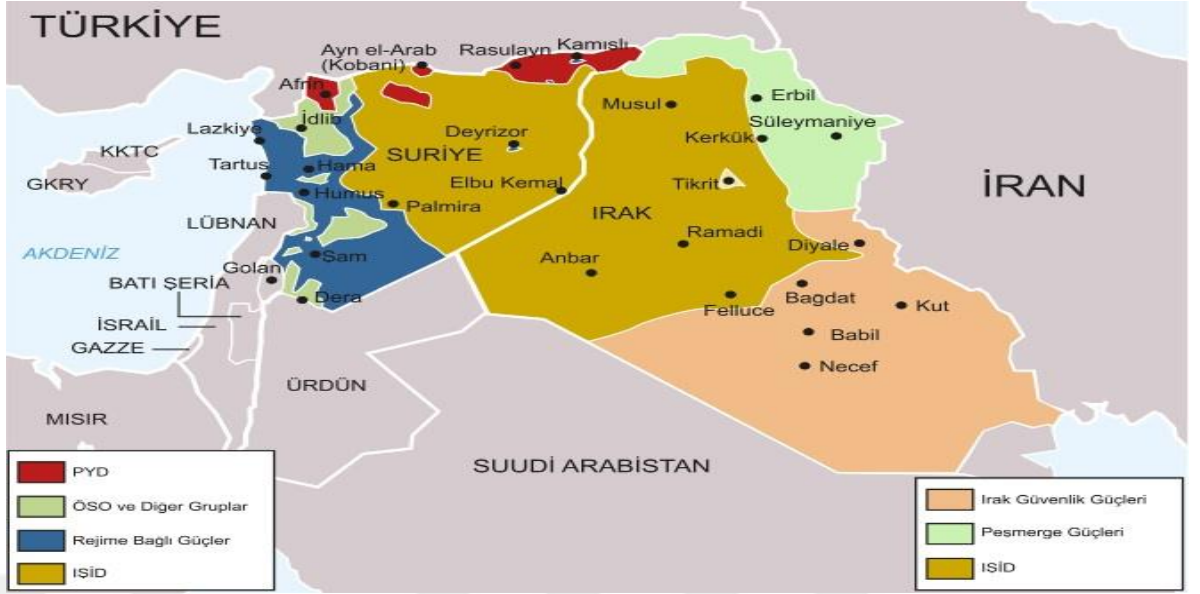 TÜRKİYE
Ayn el-Arab
(Kobani)
Rasulayn
Kamışlı
Afrin
İdlib
Lazkiye
KKTC
GKRY
Tartus
Hama
Humus
Deyrizor
SURİYE
Elbu Kemal
Palmira
Musul
Erbil
Süleymaniye
Kerkük
Tikrit
IRAK
İRAN
LÜBNAN
AKDENİZ
Şam
Ramadi
Diyale
Anbar
Golan
BATI ŞERİA
Dera
Felluce
Bağdat
Kut
İSRAİL
GAZZE
Babil
Necef
ÜRDÜN
MISIR
SUUDİ ARABİSTAN
PYD
ÖSO ve Diğer Gruplar
Rejime Bağlı Güçler
IŞİD
Irak Güvenlik Güçleri
Peşmerge Güçleri
IŞİD